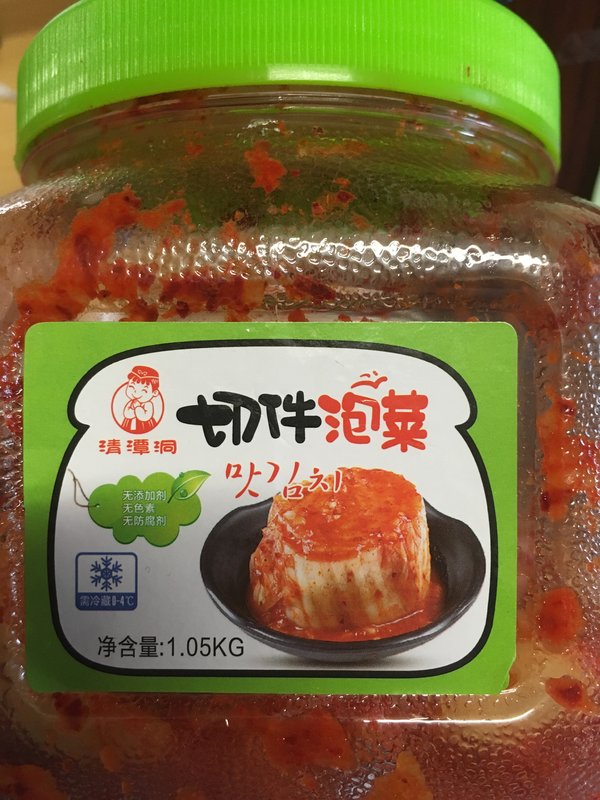 清潭洞
切件泡菜
맛김치
无添加剂
无色素
无防腐剂
需冷藏0-4℃
净含量:1.05KG